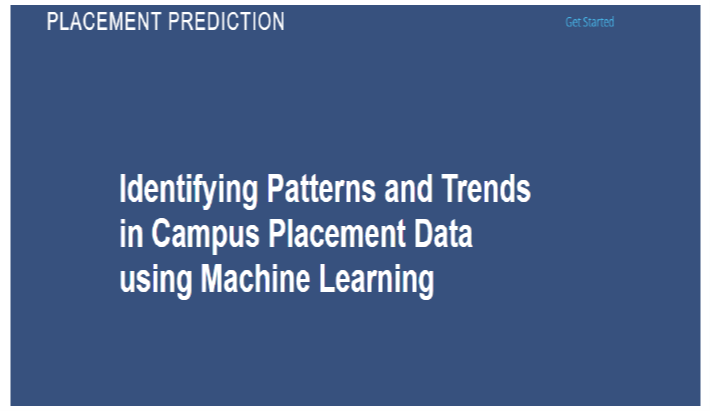 PLACEMENT PREDICTION
Get Started
Identifying Patterns and Trends
in Campus Placement Data
using Machine Learning